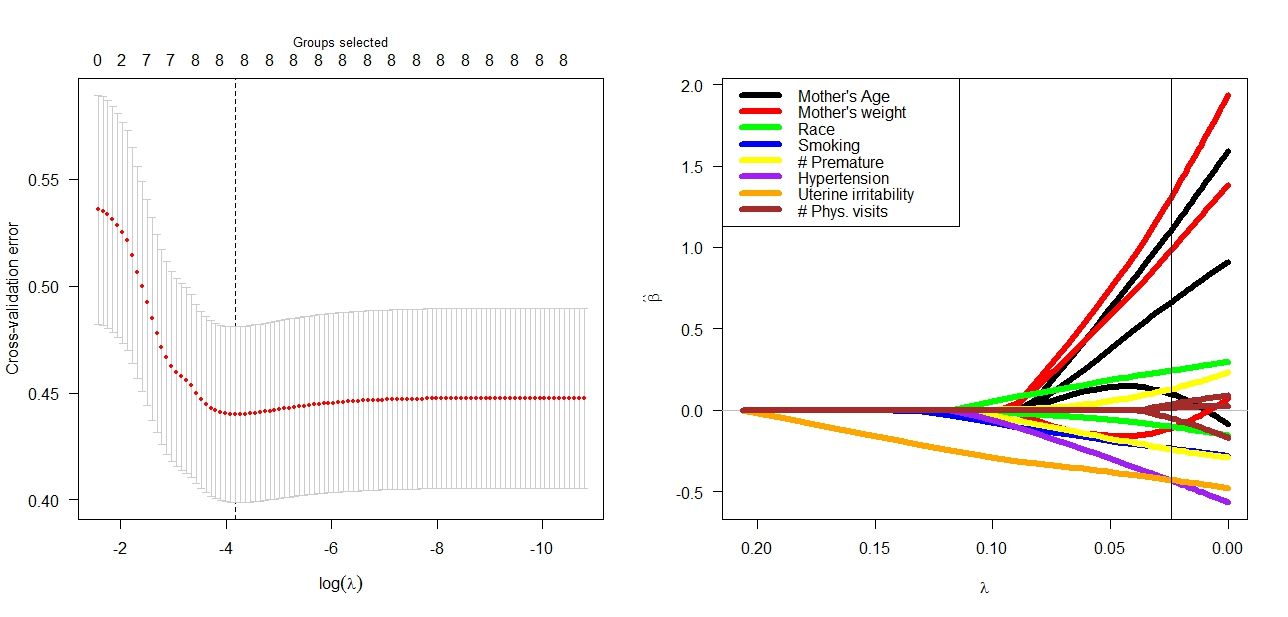 Groups selected
0 2 7 7 8 8 8 8 8 8 8 8 8 8 8 8 8 8 8 8
Cross-validation error
0.55
0.50
0.45
0.40
-2 -4 -6 -8 -10
log(λ)
2.0
1.5
1.0
0.5
0.0
-0.5
β̂
Mother's Age
Mother's weight
Race
Smoking
# Premature
Hypertension
Uterine irritability
# Phys. visits
0.20 0.15 0.10 0.05 0.00
λ